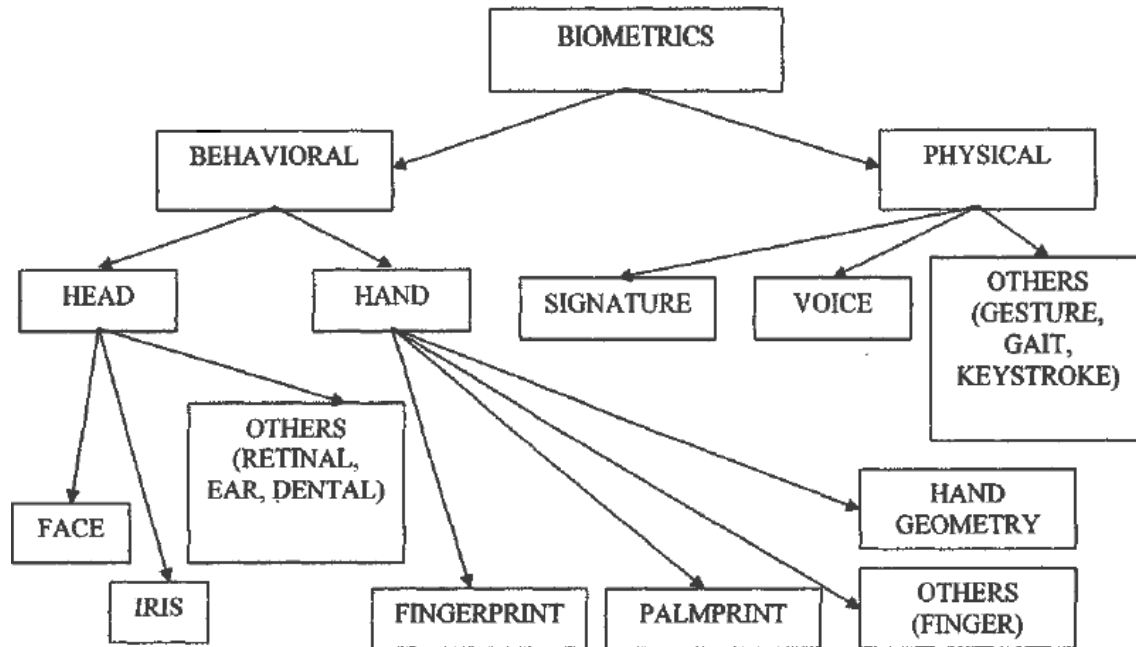 BIOMETRICS
BEHAVIORAL
PHYSICAL
HEAD
HAND
SIGNATURE
VOICE
OTHERS
(GESTURE,
GAIT,
KEYSTROKE)
OTHERS
(RETINAL,
EAR, DENTAL)
FACE
IRIS
FINGERPRINT
PALMPRINT
HAND
GEOMETRY
OTHERS
(FINGER)